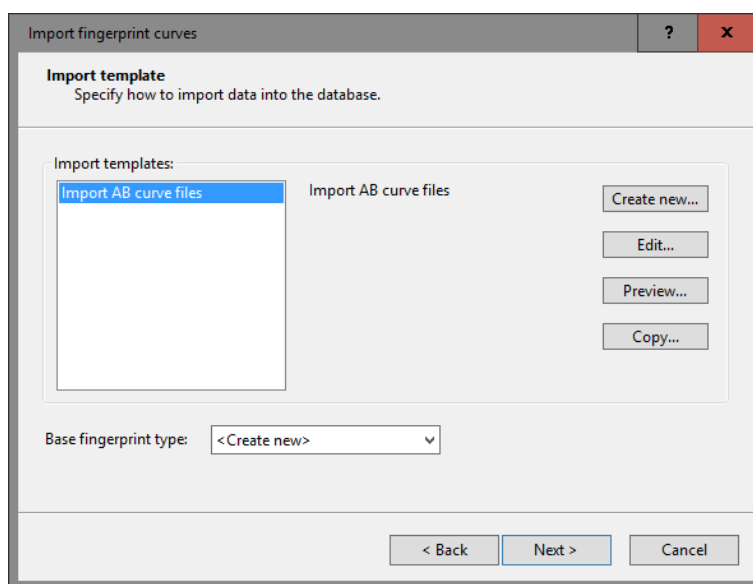 Import fingerprint curves
? x
Import template
Specify how to import data into the database.
Import templates:
Import AB curve files
Import AB curve files
Create new...
Edit...
Preview...
Copy...
Base fingerprint type:
<Create new>
< Back
Next >
Cancel